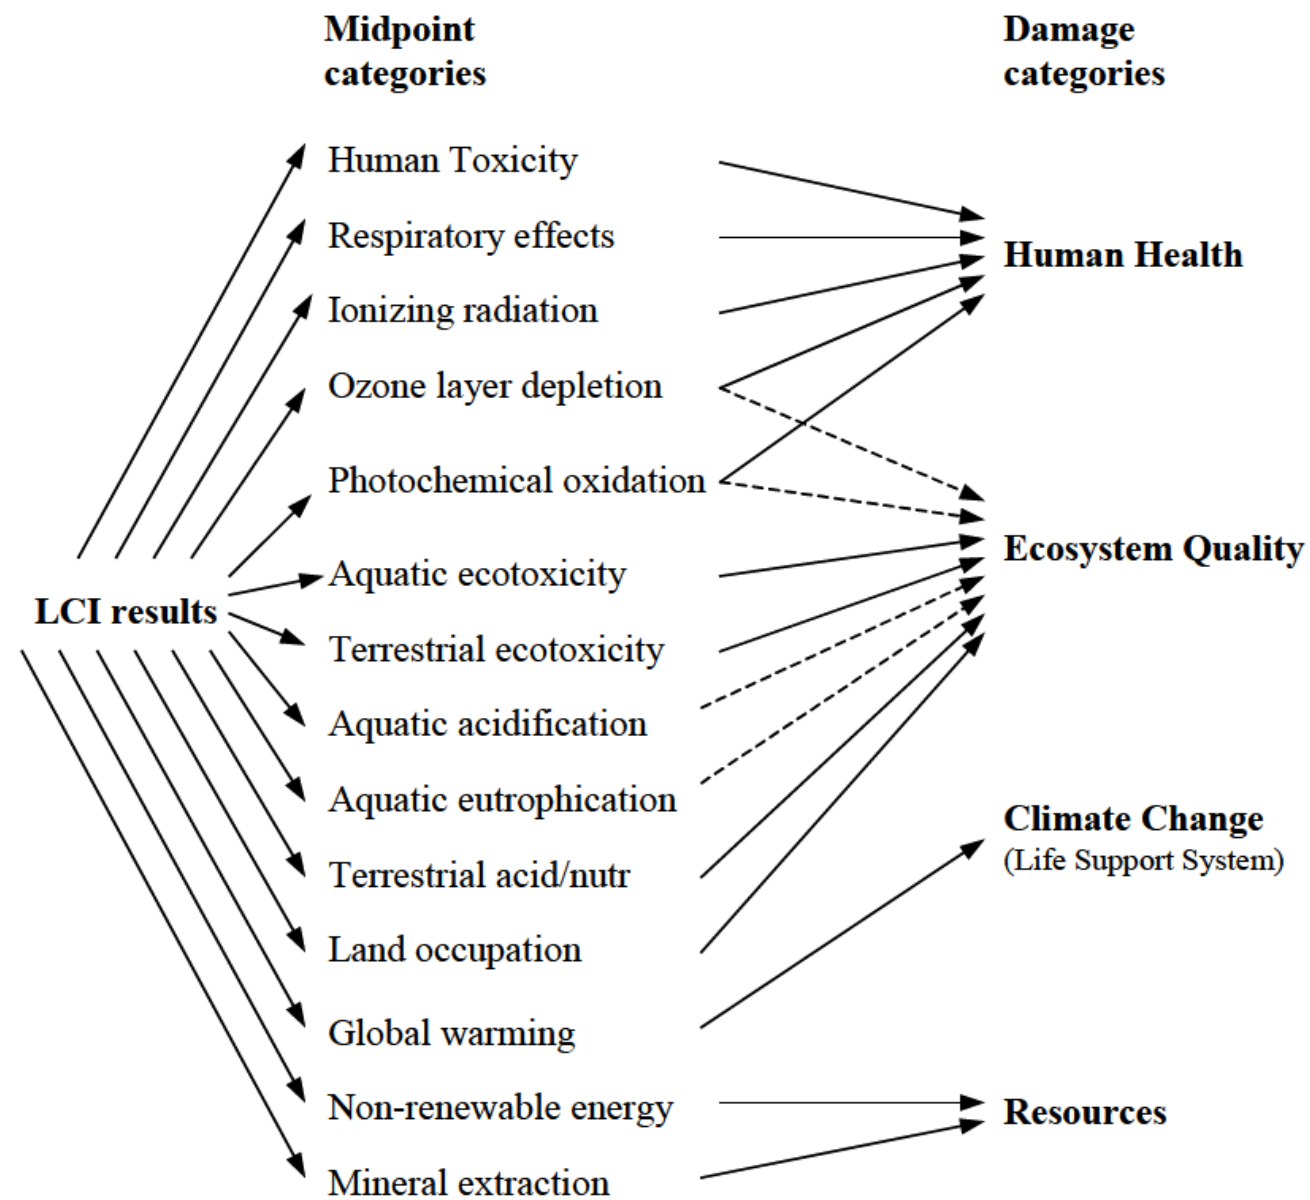 Midpoint
categories
Damage
categories
Human Toxicity
Respiratory effects
Human Health
Ionizing radiation
Ozone layer depletion
Photochemical oxidation
Ecosystem Quality
Aquatic ecotoxicity
LCI results
Terrestrial ecotoxicity
Aquatic acidification
Aquatic eutrophication
Climate Change
(Life Support System)
Terrestrial acid/nutr
Land occupation
Global warming
Non-renewable energy
Resources
Mineral extraction